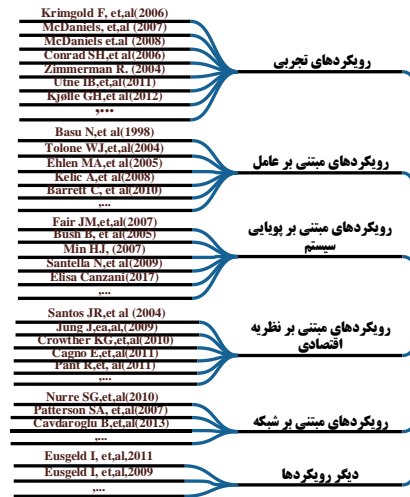 Krimgold F, et,al(2006)
McDaniels, et,al (2007)
McDaniels et.al (2008)
Conrad SH,et al(2006)
Zimmerman R. (2004)
Utne IB,et,al(2011)
Kjølle GH,et,al(2012)
,...
رویکردهای تجربی
Basu N,et,al(1998)
Tolone WJ,et,al(2004)
Ehlen MA,et,al(2005)
Kelic A,et,al(2008)
Barrett C, et,al(2010)
,...
رویکردهای مبتنی بر عامل
Fair JM,et,al(2007)
Bush B, et,al(2005)
Min HJ, (2007)
Santella N,et,al(2009)
Elisa Canzani(2017)
,...
رویکردهای مبتنی بر پویایی
سیستم
Santos JR,et al (2004)
Jung J,ea,al,(2009)
Crowther KG,et,al(2010)
Cagno E,et,al(2011)
Pant R,et, al(2011)
,...
رویکردهای مبتنی بر نظریه
اقتصادی
Nurre SG,et,al(2010)
Patterson SA, et,al(2007)
Cavdaroglu B,et,al(2013)
,...
رویکردهای مبتنی بر شبکه
Eusgeld I, et,al,2011
Eusgeld I, et,al,2009
,...
دیگر رویکردها